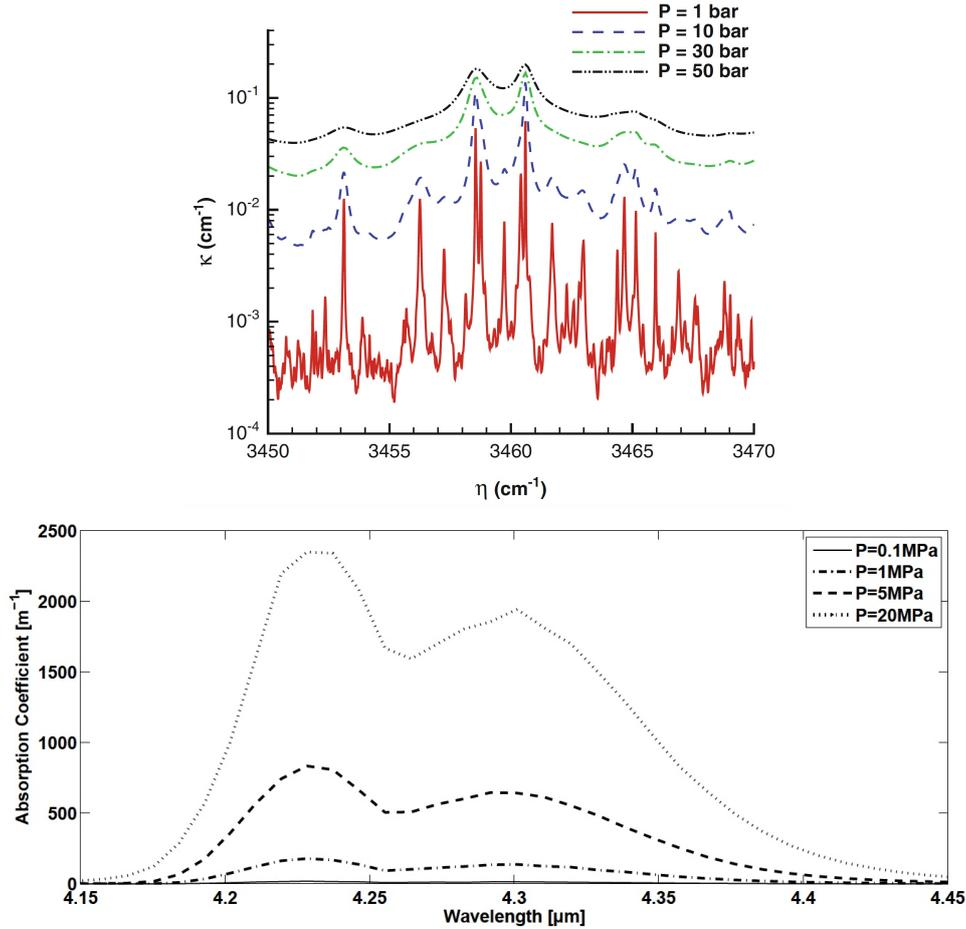 P = 1 bar
P = 10 bar
P = 30 bar
P = 50 bar
κ (cm⁻¹)
10⁻¹
10⁻²
10⁻³
10⁻⁴
3450 3455 3460 3465 3470
η (cm⁻¹)
P=0.1MPa
P=1MPa
P=5MPa
P=20MPa
Absorption Coefficient [m⁻¹]
2500
2000
1500
1000
500
0
4.15 4.2 4.25 4.3 4.35 4.4 4.45
Wavelength [µm]